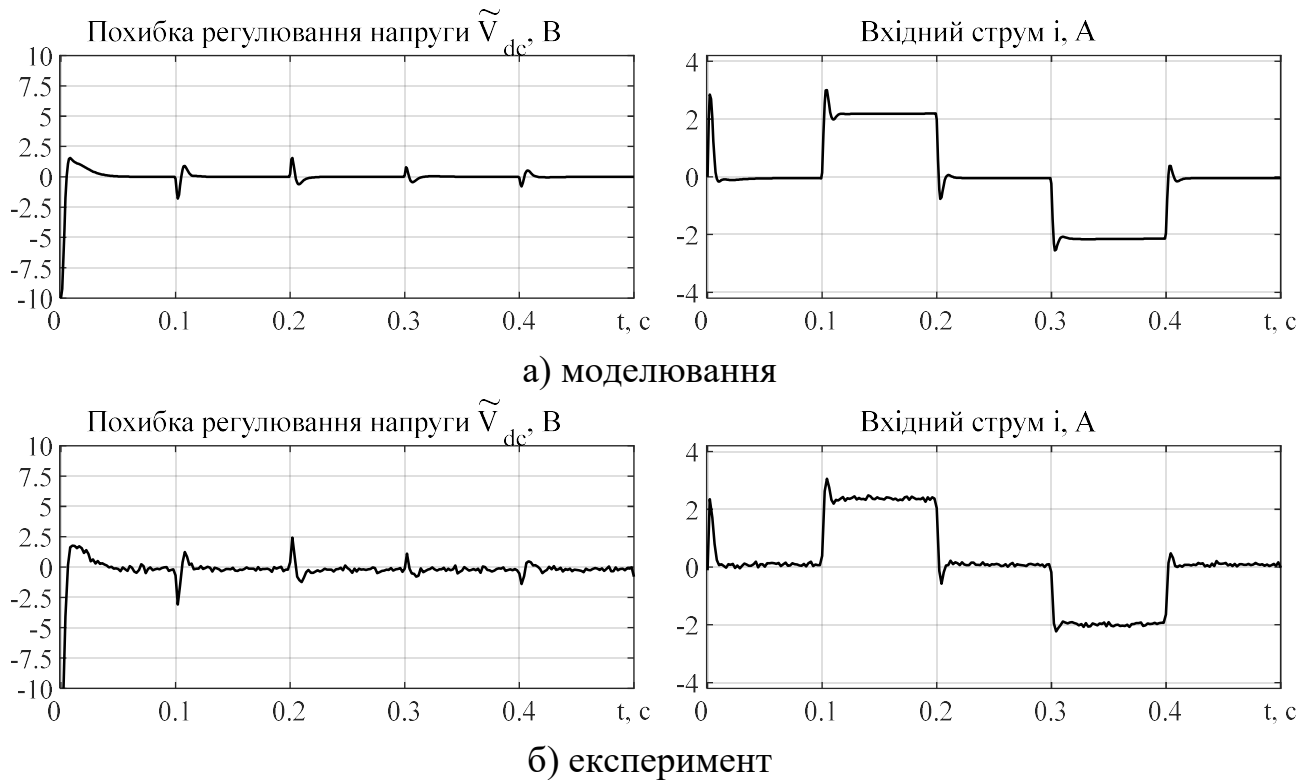 Похибка регулювання напруги Ṽdc, В
10
7.5
5
2.5
0
-2.5
-5
-7.5
-10
0 0.1 0.2 0.3 0.4 t, с
Вхідний струм i, А
4
2
0
-2
-4
0 0.1 0.2 0.3 0.4 t, с
а) моделювання
Похибка регулювання напруги Ṽdc, В
10
7.5
5
2.5
0
-2.5
-5
-7.5
-10
0 0.1 0.2 0.3 0.4 t, с
Вхідний струм i, А
4
2
0
-2
-4
0 0.1 0.2 0.3 0.4 t, с
б) експеримент